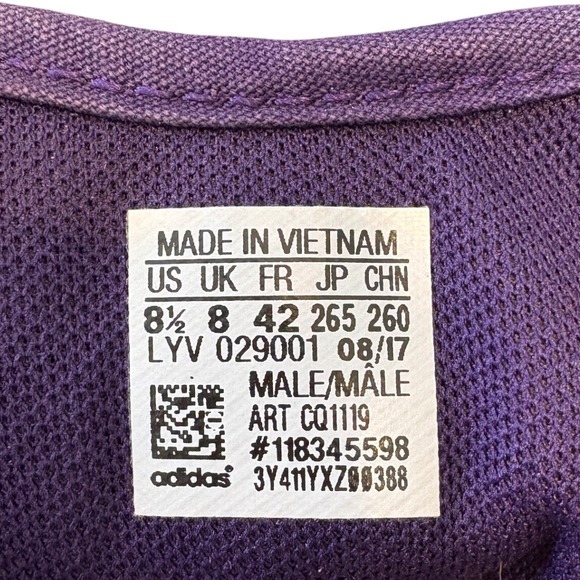 MADE IN VIETNAM
US UK FR JP CHN
8½ 8 42 265 260
LYV 029001 08/17
MALE/MÂLE
ART CQ1119
#118345598
adidas® 3Y411YXZ00388